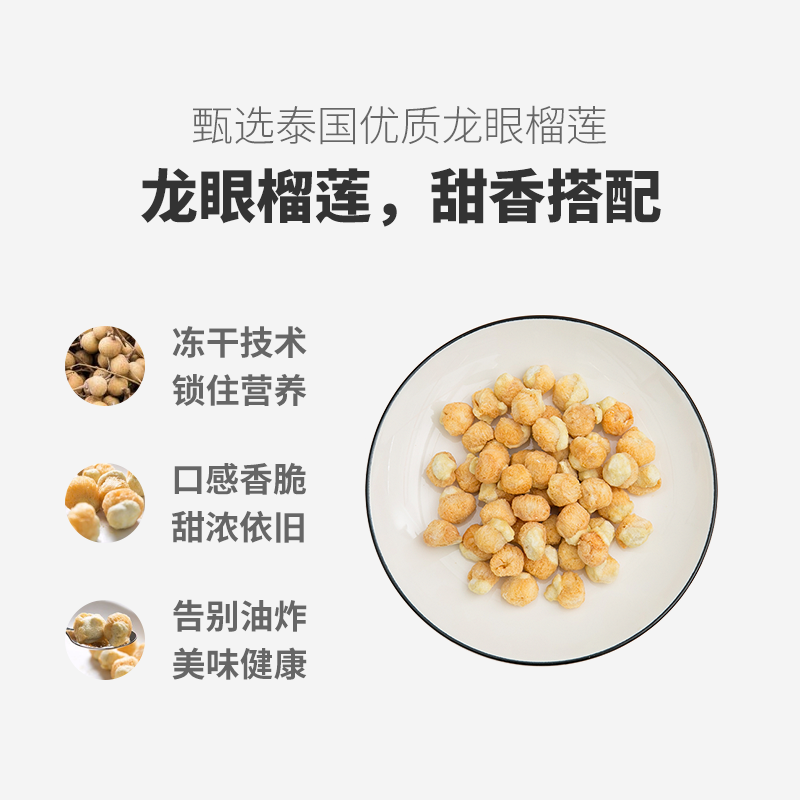 甄选泰国优质龙眼榴莲
龙眼榴莲，甜香搭配
冻干技术
锁住营养
口感香脆
甜浓依旧
告别油炸
美味健康